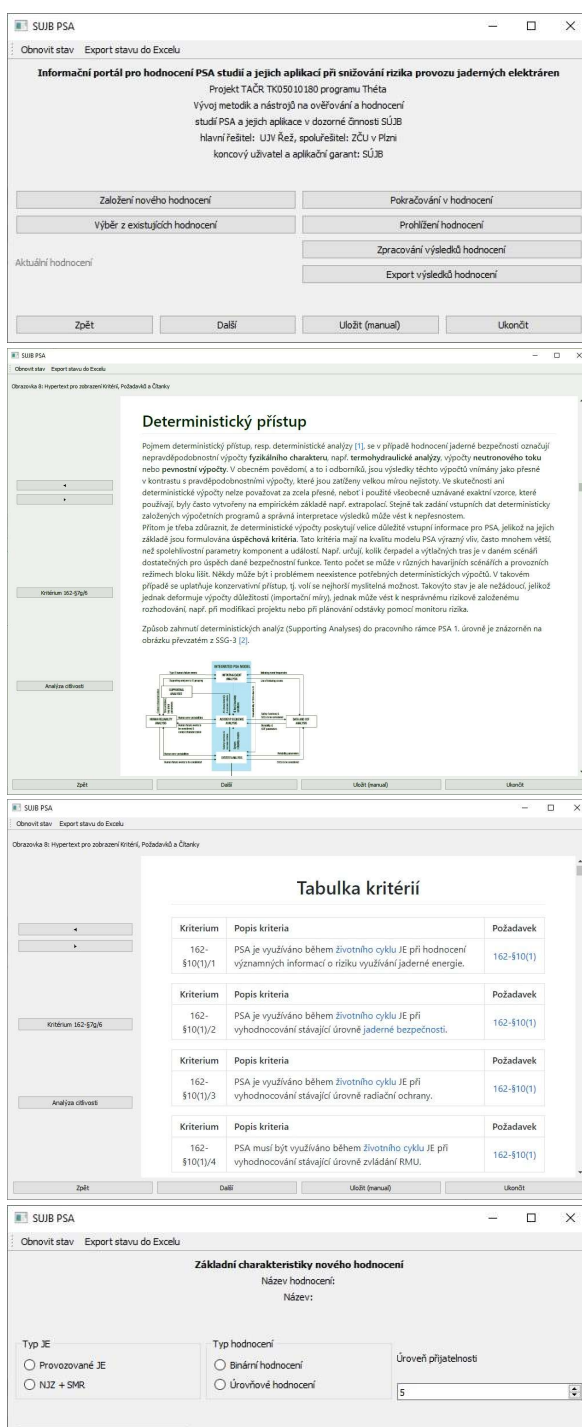 SUJB PSA
Obnovit stav Export stavu do Excelu
Informační portál pro hodnocení PSA studií a jejich aplikací při snižování rizika provozu jaderných elektráren
Projekt TAČR TK05010180 programu Théta
Vývoj metodik a nástrojů na ověřování a hodnocení
studií PSA a jejich aplikace v dozorné činnosti SÚJB
hlavní řešitel: UJV Řež, spoluřešitel: ZČU v Plzni
koncový uživatel a aplikační garant: SÚJB
Založení nového hodnocení Pokračování v hodnocení
Výběr z existujících hodnocení Prohlížení hodnocení
Zpracování výsledků hodnocení
Aktuální hodnocení
Export výsledků hodnocení
Zpět Další Uložit (manual) Ukončit
SUJB PSA
Obnovit stav Export stavu do Excelu
Obrazovka 8: Hypertext pro zobrazení Kritérií, Požadavků a Čítanky
Deterministický přístup
Pojmem deterministický přístup, resp. deterministické analýzy [1]. se v případě hodnocení jaderné bezpečnosti označují
nepravděpodobnostní výpočty fyzikálního charakteru, např. termohydraulické analýzy, výpočty neutronového toku
nebo pevnostní výpočty. V obecném povědomí, a to i odborníků, jsou výsledky těchto výpočtů vnímány jako přesné
v kontrastu s pravděpodobnostními výpočty, které jsou zatíženy velkou mírou nejistoty. Ve skutečnosti ani
deterministické výpočty nelze považovat za zcela přesné, neboť i použité všeobecně uznávané exaktní vzorce, které
používají, byly často vytvořeny na empirickém základě např. extrapolací. Stejně tak zadání vstupních dat deterministicky
založených výpočetních programů a správná interpretace výsledků může vést k nepřesnostem.
Přitom je třeba zdůraznit, že deterministické výpočty poskytují velice důležité vstupní informace pro PSA, jelikož na jejich
základě jsou formulována úspěchová kritéria. Tato kritéria mají na kvalitu modelu PSA výrazný vliv, často mnohem větší,
než spolehlivostní parametry komponent a událostí. Např. určují, kolik čerpadel a výtlačných tras je v daném scénáři
dostatečných pro úspěch dané bezpečnostní funkce. Tento počet se může v různých havarijních scénářích a provozních
režimech bloku lišit. Někdy může být i problémem neexistence potřebných deterministických výpočtů. V takovém
případě se uplatňuje konzervativní přístup, tj. volí se nejhorší myslitelná možnost. Takovýto stav je ale nežádoucí, jelikož
jednak deformuje výpočty důležitosti (importační míry), jednak může vést k nesprávnému rizikově založenému
rozhodování, např. při modifikaci projektu nebo při plánování odstávky pomocí monitoru rizika.
Kritérium 162-§7g/6
Způsob zahrnutí deterministických analýz (Supporting Analyses) do pracovního rámce PSA 1. úrovně je znázorněn na
obrázku převzatém z SSG-3 [2].
Analýza citlivosti
Zpět Další Uložit (manual) Ukončit
SUJB PSA
Obnovit stav Export stavu do Excelu
Obrazovka 8: Hypertext pro zobrazení Kritérií, Požadavků a Čítanky
Tabulka kritérií
Kriterium Popis kriteria Požadavek
162-§10(1)/1 PSA je využíváno během životního cyklu JE při hodnocení
významných informací o riziku využívání jaderné energie. 162-§10(1)
Kriterium Popis kriteria Požadavek
162-§10(1)/2 PSA je využíváno během životního cyklu JE při
vyhodnocování stávající úrovně jaderné bezpečnosti. 162-§10(1)
Kritérium 162-§7g/6
Kriterium Popis kriteria Požadavek
162-§10(1)/3 PSA je využíváno během životního cyklu JE při
vyhodnocování stávající úrovně radiační ochrany. 162-§10(1)
Analýza citlivosti
Kriterium Popis kriteria Požadavek
162-§10(1)/4 PSA musí být využíváno během životního cyklu JE při
vyhodnocování stávající úrovně zvládání RMU. 162-§10(1)
Zpět Další Uložit (manual) Ukončit
SUJB PSA
Obnovit stav Export stavu do Excelu
Základní charakteristiky nového hodnocení
Název hodnocení:
Název:
Typ JE Typ hodnocení Úroveň přijatelnosti
Provozované JE Binární hodnocení
NJZ + SMR Úrovňové hodnocení 5